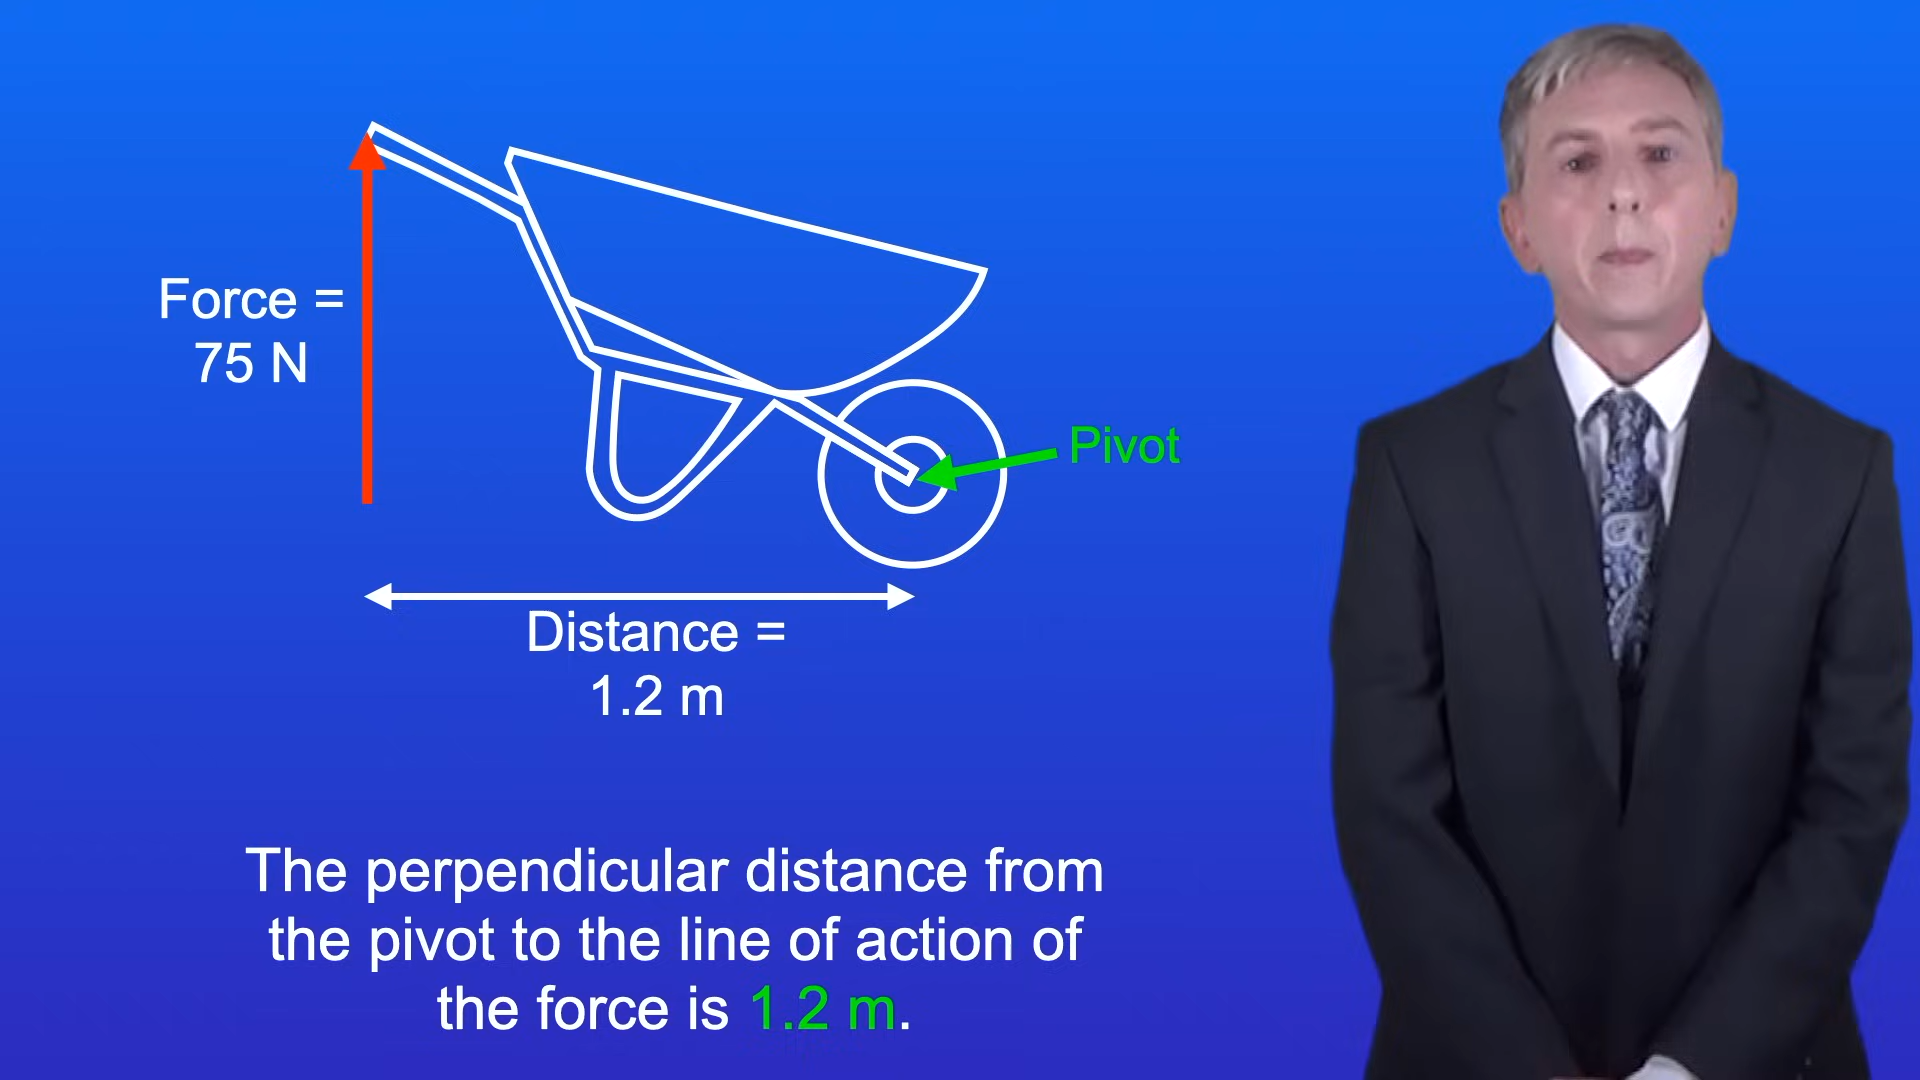 Force =
75 N
Pivot
Distance =
1.2 m
The perpendicular distance from
the pivot to the line of action of
the force is 1.2 m.